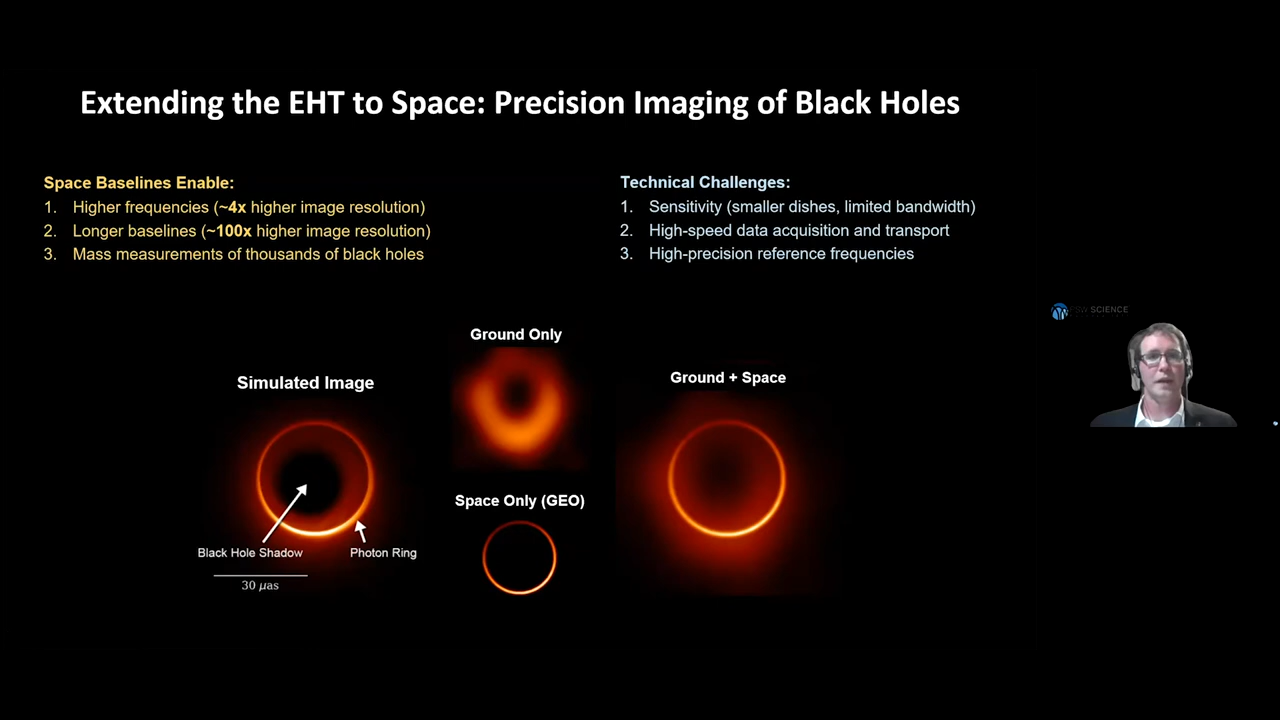 Extending the EHT to Space: Precision Imaging of Black Holes
Space Baselines Enable:
1. Higher frequencies (~4x higher image resolution)
2. Longer baselines (~100x higher image resolution)
3. Mass measurements of thousands of black holes
Technical Challenges:
1. Sensitivity (smaller dishes, limited bandwidth)
2. High-speed data acquisition and transport
3. High-precision reference frequencies
Simulated Image
Black Hole Shadow
Photon Ring
30 μas
Ground Only
Space Only (GEO)
Ground + Space
SCIENCE